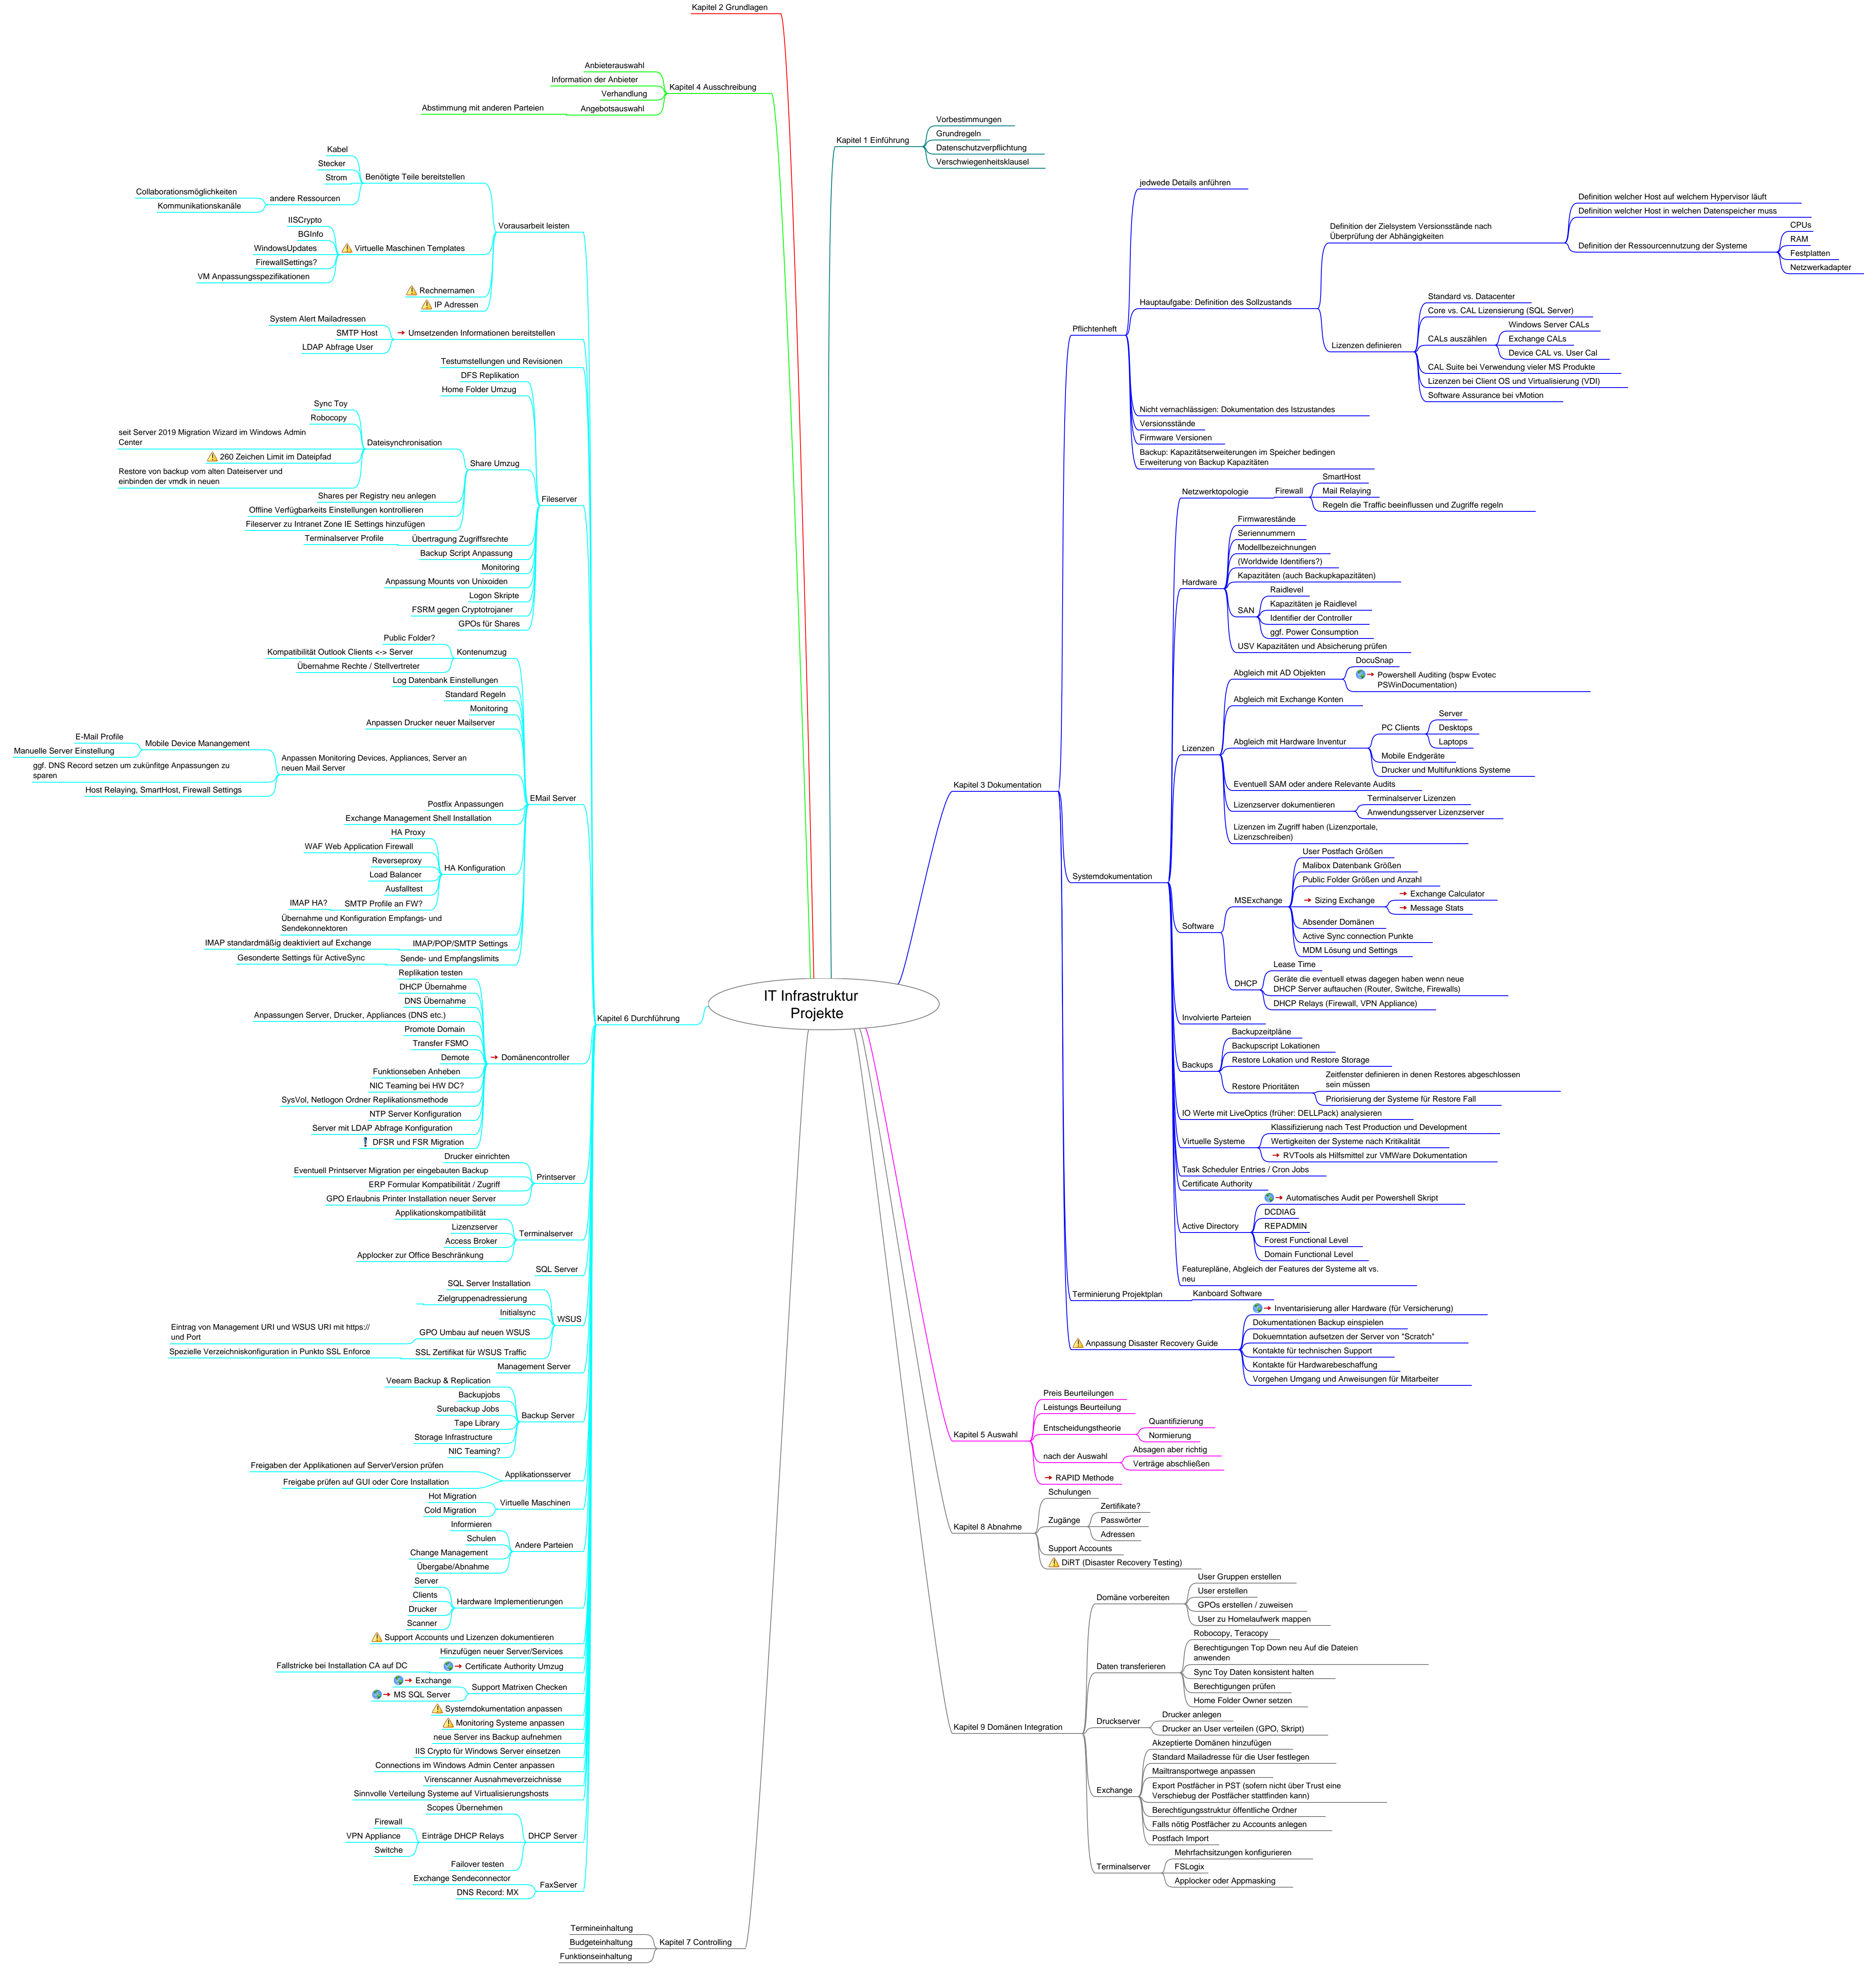 Kapitel 2 Grundlagen
Anbieterauswahl
Information der Anbieter
Verhandlung
Abstimmung mit anderen Parteien
Angebotsauswahl
Kapitel 4 Ausschreibung
Kapitel 1 Einführung
Vorbestimmungen
Grundregeln
Datenschutzverpflichtung
Verschwiegenheitsklausel
Kabel
Stecker
Strom
Collaborationsmöglichkeiten
Kommunikationskanäle
andere Ressourcen
Benötigte Teile bereitstellen
IISCrypto
BGInfo
WindowsUpdates
FirewallSettings?
VM Anpassungsspezifikationen
Virtuelle Maschinen Templates
Rechnernamen
IP Adressen
Vorausarbeit leisten
System Alert Mailadressen
SMTP Host
LDAP Abfrage User
Umsetzenden Informationen bereitstellen
Testumstellungen und Revisionen
DFS Replikation
Home Folder Umzug
Sync Toy
Robocopy
seit Server 2019 Migration Wizard im Windows Admin
Center
260 Zeichen Limit im Dateipfad
Restore von backup vom alten Dateiserver und
einbinden der vmdk in neuen
Dateisynchronisation
Shares per Registry neu anlegen
Offline Verfügbarkeits Einstellungen kontrollieren
Fileserver zu Intranet Zone IE Settings hinzufügen
Share Umzug
Terminalserver Profile
Übertragung Zugriffsrechte
Backup Script Anpassung
Monitoring
Anpassung Mounts von Unixoiden
Logon Skripte
FSRM gegen Cryptotrojaner
GPOs für Shares
Fileserver
Public Folder?
Kompatibilität Outlook Clients <-> Server
Übernahme Rechte / Stellvertreter
Kontenumzug
Log Datenbank Einstellungen
Standard Regeln
Monitoring
Anpassen Drucker neuer Mailserver
E-Mail Profile
Manuelle Server Einstellung
Mobile Device Manangement
ggf. DNS Record setzen um zukünfitge Anpassungen zu
sparen
Host Relaying, SmartHost, Firewall Settings
Anpassen Monitoring Devices, Appliances, Server an
neuen Mail Server
Postfix Anpassungen
Exchange Management Shell Installation
HA Proxy
WAF Web Application Firewall
Reverseproxy
Load Balancer
Ausfalltest
IMAP HA?
SMTP Profile an FW?
HA Konfiguration
Übernahme und Konfiguration Empfangs- und
Sendekonnektoren
IMAP standardmäßig deaktiviert auf Exchange
IMAP/POP/SMTP Settings
Gesonderte Settings für ActiveSync
Sende- und Empfangslimits
EMail Server
Replikation testen
DHCP Übernahme
DNS Übernahme
Anpassungen Server, Drucker, Appliances (DNS etc.)
Promote Domain
Transfer FSMO
Demote
Funktionseben Anheben
NIC Teaming bei HW DC?
SysVol, Netlogon Ordner Replikationsmethode
NTP Server Konfiguration
Server mit LDAP Abfrage Konfiguration
DFSR und FSR Migration
Domänencontroller
Drucker einrichten
Eventuell Printserver Migration per eingebauten Backup
ERP Formular Kompatibilität / Zugriff
GPO Erlaubnis Printer Installation neuer Server
Printserver
Applikationskompatibilität
Lizenzserver
Access Broker
Applocker zur Office Beschränkung
Terminalserver
SQL Server
SQL Server Installation
Zielgruppenadressierung
Initialsync
Eintrag von Management URI und WSUS URI mit https://
und Port
GPO Umbau auf neuen WSUS
Spezielle Verzeichniskonfiguration in Punkto SSL Enforce
SSL Zertifikat für WSUS Traffic
WSUS
Management Server
Veeam Backup & Replication
Backupjobs
Surebackup Jobs
Tape Library
Storage Infrastructure
NIC Teaming?
Backup Server
Freigaben der Applikationen auf ServerVersion prüfen
Freigabe prüfen auf GUI oder Core Installation
Applikationsserver
Hot Migration
Cold Migration
Virtuelle Maschinen
Informieren
Schulen
Change Management
Übergabe/Abnahme
Andere Parteien
Server
Clients
Drucker
Scanner
Hardware Implementierungen
Support Accounts und Lizenzen dokumentieren
Hinzufügen neuer Server/Services
Fallstricke bei Installation CA auf DC
Certificate Authority Umzug
Exchange
MS SQL Server
Support Matrixen Checken
Systemdokumentation anpassen
Monitoring Systeme anpassen
neue Server ins Backup aufnehmen
IIS Crypto für Windows Server einsetzen
Connections im Windows Admin Center anpassen
Virenscanner Ausnahmeverzeichnisse
Sinnvolle Verteilung Systeme auf Virtualisierungshosts
Scopes Übernehmen
Firewall
VPN Appliance
Switche
Einträge DHCP Relays
Failover testen
DHCP Server
Exchange Sendeconnector
DNS Record: MX
FaxServer
Kapitel 6 Durchführung
IT Infrastruktur
Projekte
Termineinhaltung
Budgeteinhaltung
Funktionseinhaltung
Kapitel 7 Controlling
Kapitel 3 Dokumentation
Pflichtenheft
jedwede Details anführen
Hauptaufgabe: Definition des Sollzustands
Definition der Zielsystem Versionsstände nach
Überprüfung der Abhängigkeiten
Definition welcher Host auf welchem Hypervisor läuft
Definition welcher Host in welchen Datenspeicher muss
Definition der Ressourcennutzung der Systeme
CPUs
RAM
Festplatten
Netzwerkadapter
Lizenzen definieren
Standard vs. Datacenter
Core vs. CAL Lizensierung (SQL Server)
CALs auszählen
Windows Server CALs
Exchange CALs
Device CAL vs. User Cal
CAL Suite bei Verwendung vieler MS Produkte
Lizenzen bei Client OS und Virtualisierung (VDI)
Software Assurance bei vMotion
Nicht vernachlässigen: Dokumentation des Istzustandes
Versionsstände
Firmware Versionen
Backup: Kapazitätserweiterungen im Speicher bedingen
Erweiterung von Backup Kapazitäten
Systemdokumentation
Netzwerktopologie
Firewall
SmartHost
Mail Relaying
Regeln die Traffic beeinflussen und Zugriffe regeln
Hardware
Firmwarestände
Seriennummern
Modellbezeichnungen
(Worldwide Identifiers?)
Kapazitäten (auch Backupkapazitäten)
SAN
Raidlevel
Kapazitäten je Raidlevel
Identifier der Controller
ggf. Power Consumption
USV Kapazitäten und Absicherung prüfen
Lizenzen
Abgleich mit AD Objekten
DocuSnap
Powershell Auditing (bspw Evotec
PSWinDocumentation)
Abgleich mit Exchange Konten
Abgleich mit Hardware Inventur
PC Clients
Server
Desktops
Laptops
Mobile Endgeräte
Drucker und Multifunktions Systeme
Eventuell SAM oder andere Relevante Audits
Lizenzserver dokumentieren
Terminalserver Lizenzen
Anwendungsserver Lizenzserver
Lizenzen im Zugriff haben (Lizenzportale,
Lizenzschreiben)
Software
MSExchange
User Postfach Größen
Malibox Datenbank Größen
Public Folder Größen und Anzahl
Sizing Exchange
Exchange Calculator
Message Stats
Absender Domänen
Active Sync connection Punkte
MDM Lösung und Settings
DHCP
Lease Time
Geräte die eventuell etwas dagegen haben wenn neue
DHCP Server auftauchen (Router, Switche, Firewalls)
DHCP Relays (Firewall, VPN Appliance)
Involvierte Parteien
Backups
Backupzeitpläne
Backupscript Lokationen
Restore Lokation und Restore Storage
Restore Prioritäten
Zeitfenster definieren in denen Restores abgeschlossen
sein müssen
Priorisierung der Systeme für Restore Fall
IO Werte mit LiveOptics (früher: DELLPack) analysieren
Virtuelle Systeme
Klassifizierung nach Test Production und Development
Wertigkeiten der Systeme nach Kritikalität
RVTools als Hilfsmittel zur VMWare Dokumentation
Task Scheduler Entries / Cron Jobs
Certificate Authority
Active Directory
Automatisches Audit per Powershell Skript
DCDIAG
REPADMIN
Forest Functional Level
Domain Functional Level
Featurepläne, Abgleich der Features der Systeme alt vs.
neu
Terminierung Projektplan
Kanboard Software
Anpassung Disaster Recovery Guide
Inventarisierung aller Hardware (für Versicherung)
Dokumentationen Backup einspielen
Dokuemntation aufsetzen der Server von "Scratch"
Kontakte für technischen Support
Kontakte für Hardwarebeschaffung
Vorgehen Umgang und Anweisungen für Mitarbeiter
Kapitel 5 Auswahl
Preis Beurteilungen
Leistungs Beurteilung
Entscheidungstheorie
Quantifizierung
Normierung
nach der Auswahl
Absagen aber richtig
Verträge abschließen
RAPID Methode
Kapitel 8 Abnahme
Schulungen
Zugänge
Zertifikate?
Passwörter
Adressen
Support Accounts
DiRT (Disaster Recovery Testing)
Kapitel 9 Domänen Integration
Domäne vorbereiten
User Gruppen erstellen
User erstellen
GPOs erstellen / zuweisen
User zu Homelaufwerk mappen
Daten transferieren
Robocopy, Teracopy
Berechtigungen Top Down neu Auf die Dateien
anwenden
Sync Toy Daten konsistent halten
Berechtigungen prüfen
Home Folder Owner setzen
Druckserver
Drucker anlegen
Drucker an User verteilen (GPO, Skript)
Exchange
Akzeptierte Domänen hinzufügen
Standard Mailadresse für die User festlegen
Mailtransportwege anpassen
Export Postfächer in PST (sofern nicht über Trust eine
Verschiebug der Postfächer stattfinden kann)
Berechtigungsstruktur öffentliche Ordner
Falls nötig Postfächer zu Accounts anlegen
Postfach Import
Terminalserver
Mehrfachsitzungen konfigurieren
FSLogix
Applocker oder Appmasking